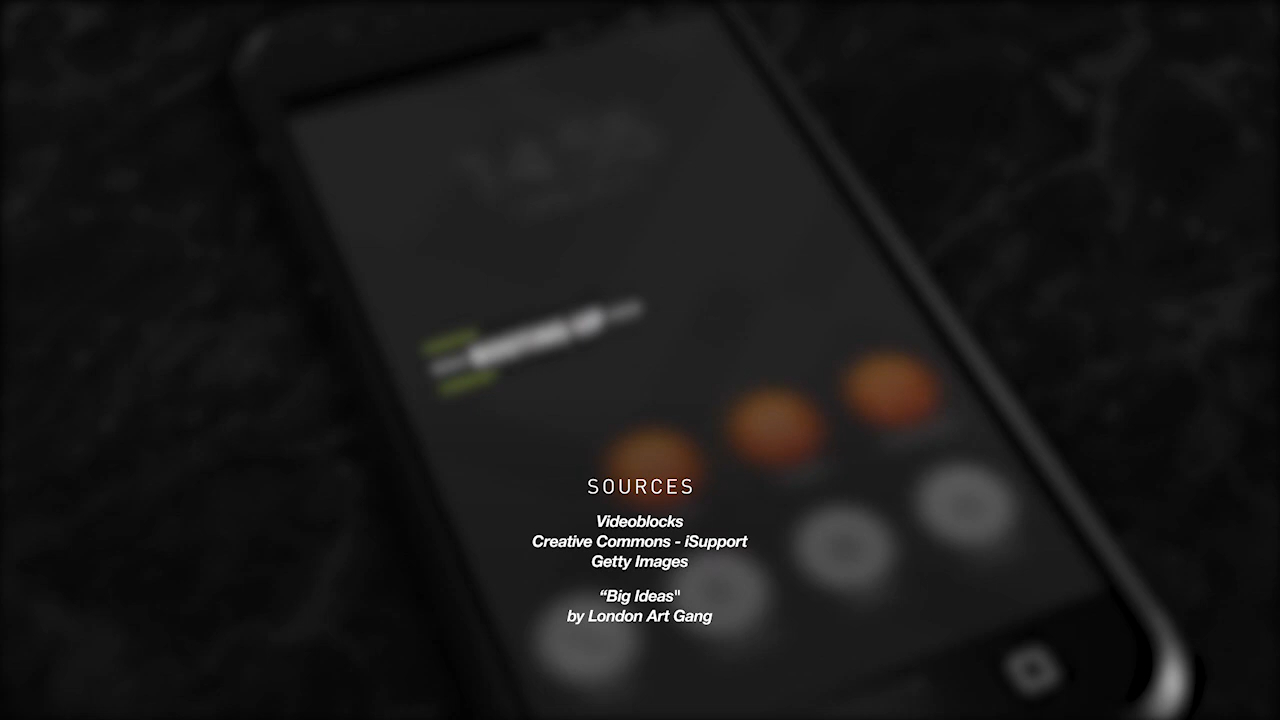 SOURCES
Videoblocks
Creative Commons - iSupport
Getty Images
“Big Ideas"
by London Art Gang